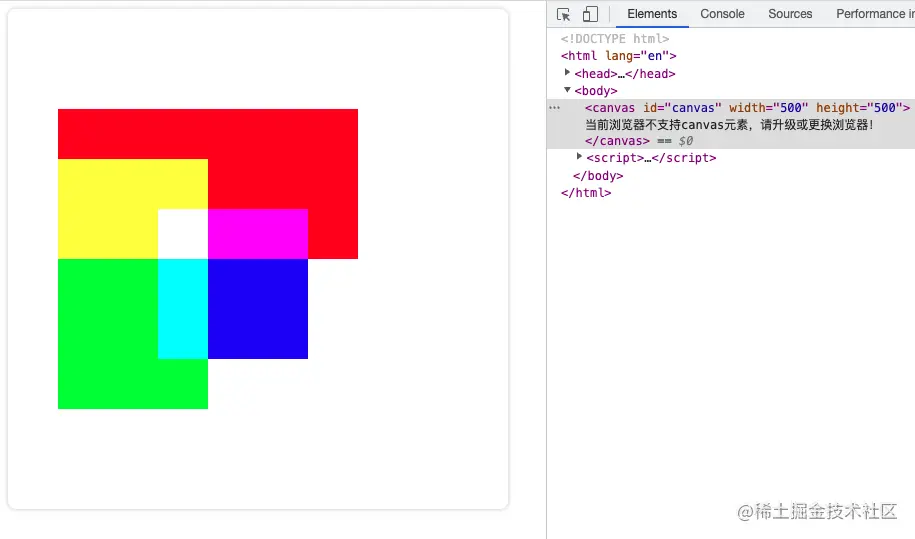 Elements Console Sources Performance in
<!DOCTYPE html>
<html lang="en">
<head>…</head>
<body>
… <canvas id="canvas" width="500" height="500">
当前浏览器不支持canvas元素，请升级或更换浏览器！
</canvas> == $0
<script>…</script>
</body>
</html>
@稀土掘金技术社区